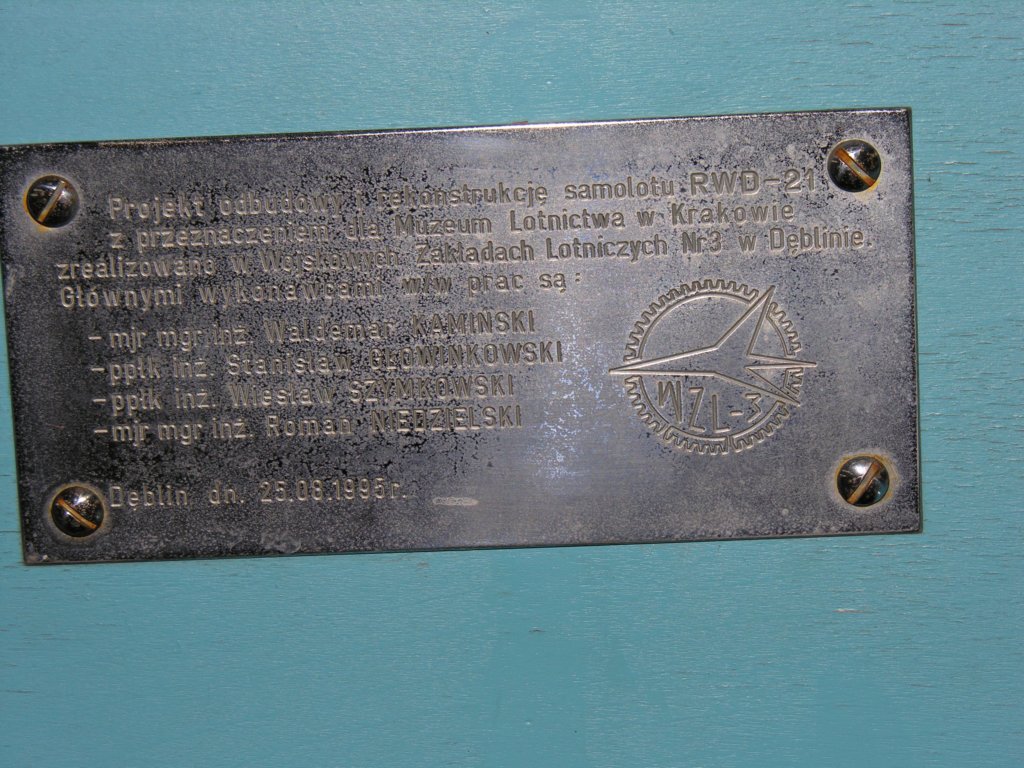 Projekt odbudowy i rekonstrukcję samolotu RWD-21
z przeznaczeniem dla Muzeum Lotnictwa w Krakowie
zrealizowano w Wojskowych Zakładach Lotniczych Nr3 w Dęblinie.
Głównymi wykonawcami w/w prac są:
- mjr mgr inż. Waldemar KAMIŃSKI
- ppłk inż. Stanisław GŁOWINKOWSKI
- ppłk inż. Wiesław SZYMKOWSKI
- mjr mgr inż. Roman NIEDZIELSKI
WZL-3
Dęblin dn. 25.08.1995r.